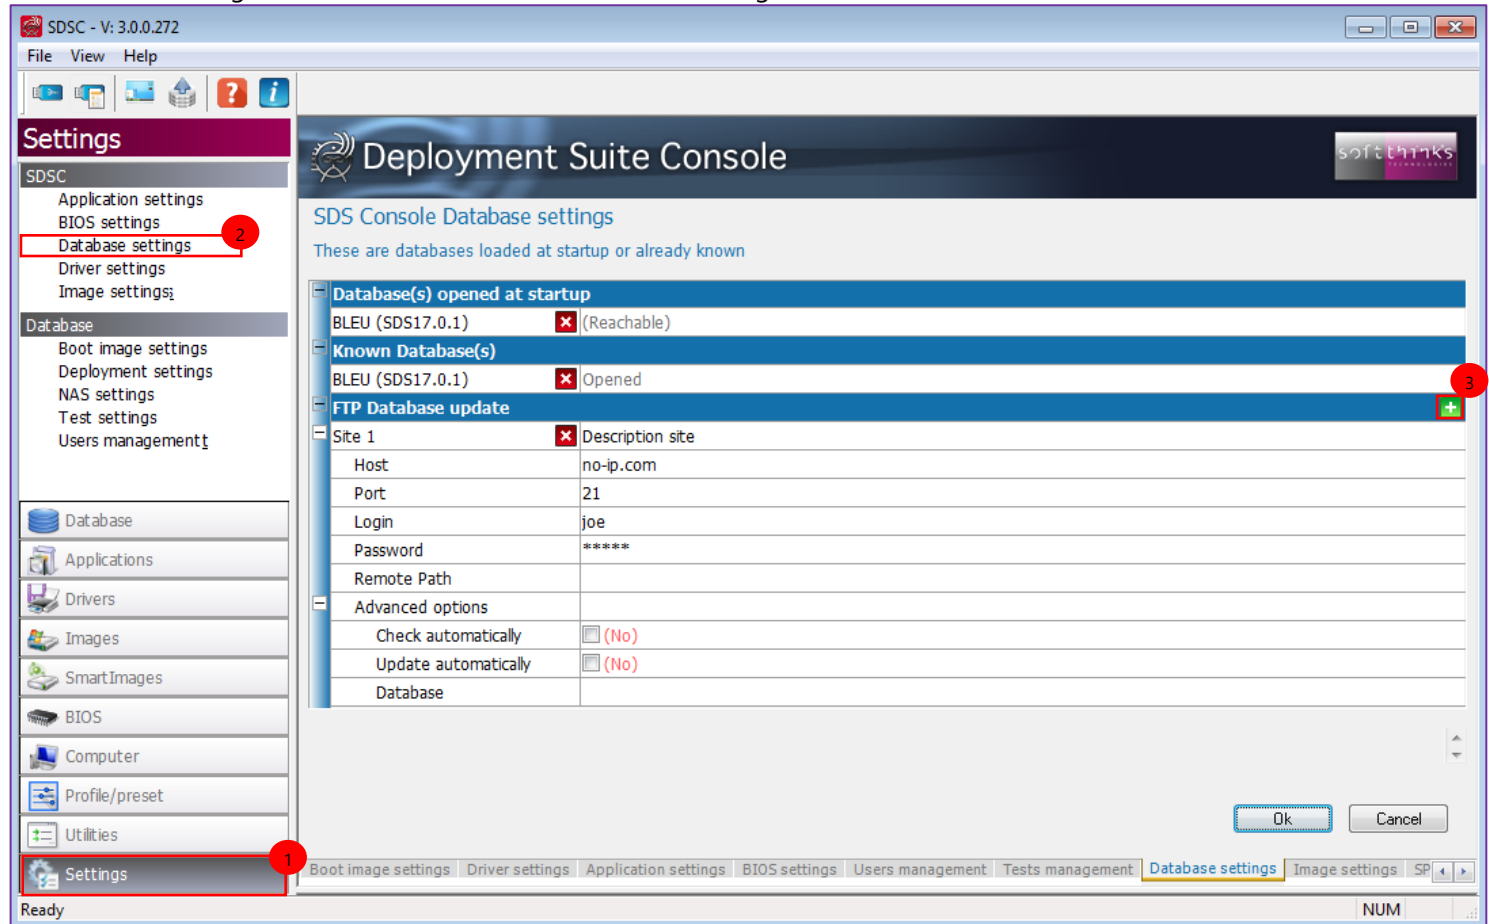 SDSC - V: 3.0.0.272
File View Help
Settings
SDSC
Application settings
BIOS settings
Database settings
2
Driver settings
Image settings;
Database
Boot image settings
Deployment settings
NAS settings
Test settings
Users managementt
Database
Applications
Drivers
Images
SmartImages
BIOS
Computer
Profile/preset
Utilities
Settings
1
Deployment Suite Console
softthinks
TECHNOLOGIES
SDS Console Database settings
These are databases loaded at startup or already known
Database(s) opened at startup
BLEU (SDS17.0.1) (Reachable)
Known Database(s)
BLEU (SDS17.0.1) Opened
3
FTP Database update
Site 1 Description site
Host no-ip.com
Port 21
Login joe
Password *****
Remote Path
Advanced options
Check automatically (No)
Update automatically (No)
Database
Ok Cancel
Boot image settings Driver settings Application settings BIOS settings Users management Tests management Database settings Image settings SP
Ready NUM